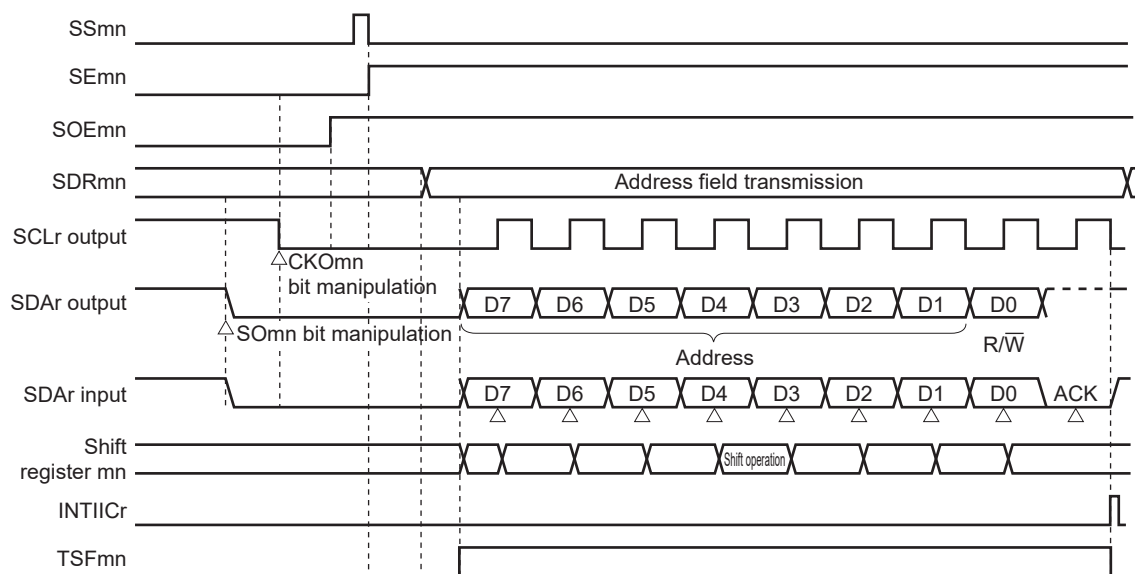 SSmn
SEmn
SOEmn
SDRmn
Address field transmission
SCLr output
CKOmn
bit manipulation
SDAr output
D7 D6 D5 D4 D3 D2 D1 D0
SOmn bit manipulation
Address
R/W̅
SDAr input
D7 D6 D5 D4 D3 D2 D1 D0 ACK
Shift
register mn
Shift operation
INTIICr
TSFmn